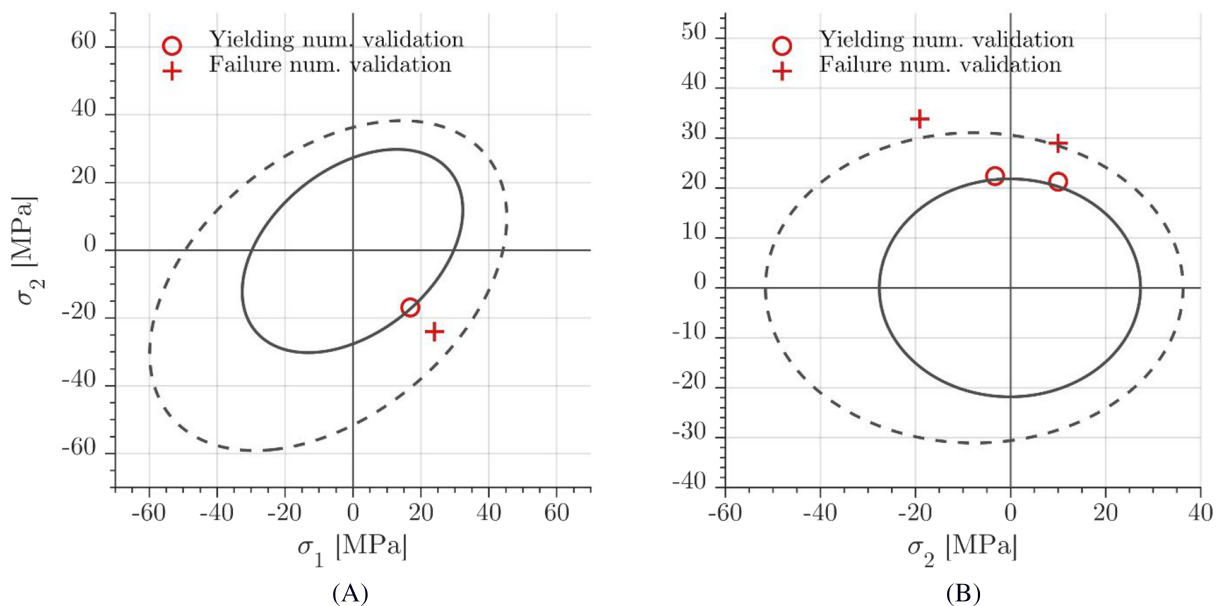 Yielding num. validation
Failure num. validation
60
40
20
0
-20
-40
-60
σ2 [MPa]
-60 -40 -20 0 20 40 60
σ1 [MPa]
(A)
Yielding num. validation
Failure num. validation
50
40
30
20
10
0
-10
-20
-30
-40
-60 -40 -20 0 20 40
σ2 [MPa]
(B)